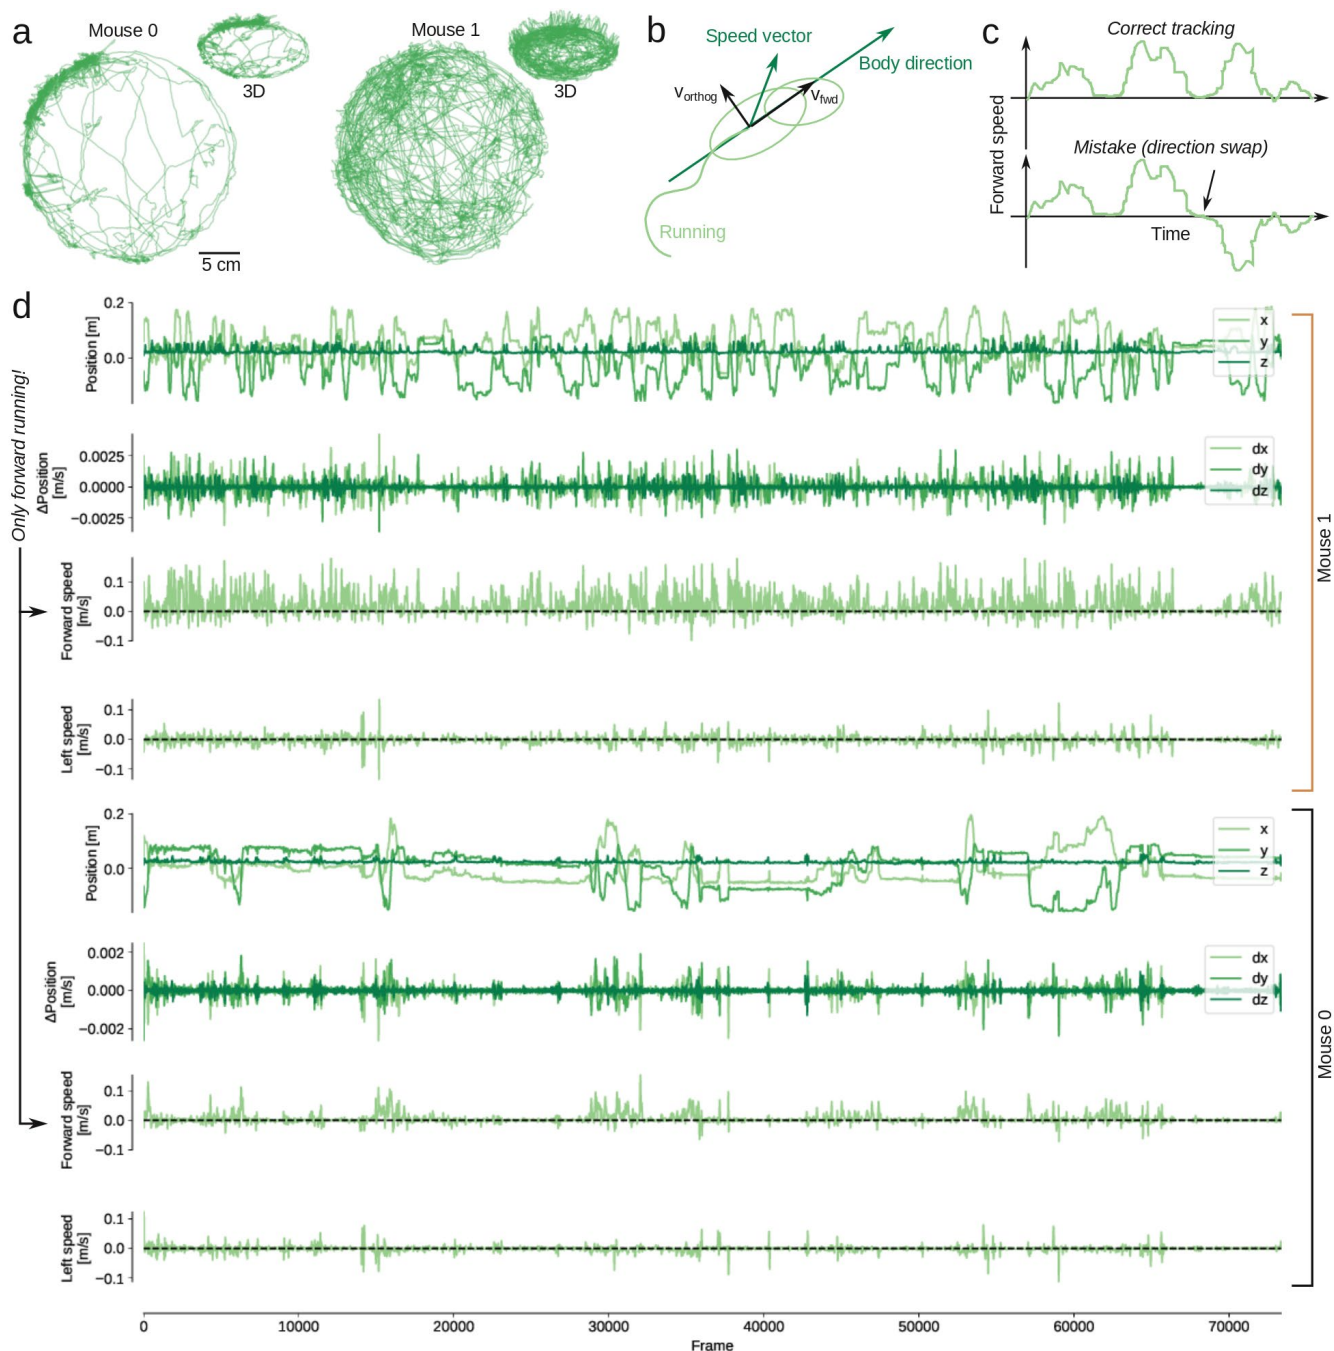 a
Mouse 0
3D
5 cm
Mouse 1
3D
b
Speed vector
Body direction
vorthog
vfwd
Running
c
Correct tracking
Mistake (direction swap)
Forward speed
Time
d
Only forward running!
Position [m]
0.2
0.0
x
y
z
ΔPosition
[m/s]
0.0025
0.0000
−0.0025
dx
dy
dz
Forward speed
[m/s]
0.1
0.0
−0.1
Left speed
[m/s]
0.1
0.0
−0.1
Mouse 1
Position [m]
0.2
0.0
x
y
z
ΔPosition
[m/s]
0.002
0.000
−0.002
dx
dy
dz
Forward speed
[m/s]
0.1
0.0
−0.1
Left speed
[m/s]
0.1
0.0
−0.1
Mouse 0
0 10000 20000 30000 40000 50000 60000 70000
Frame